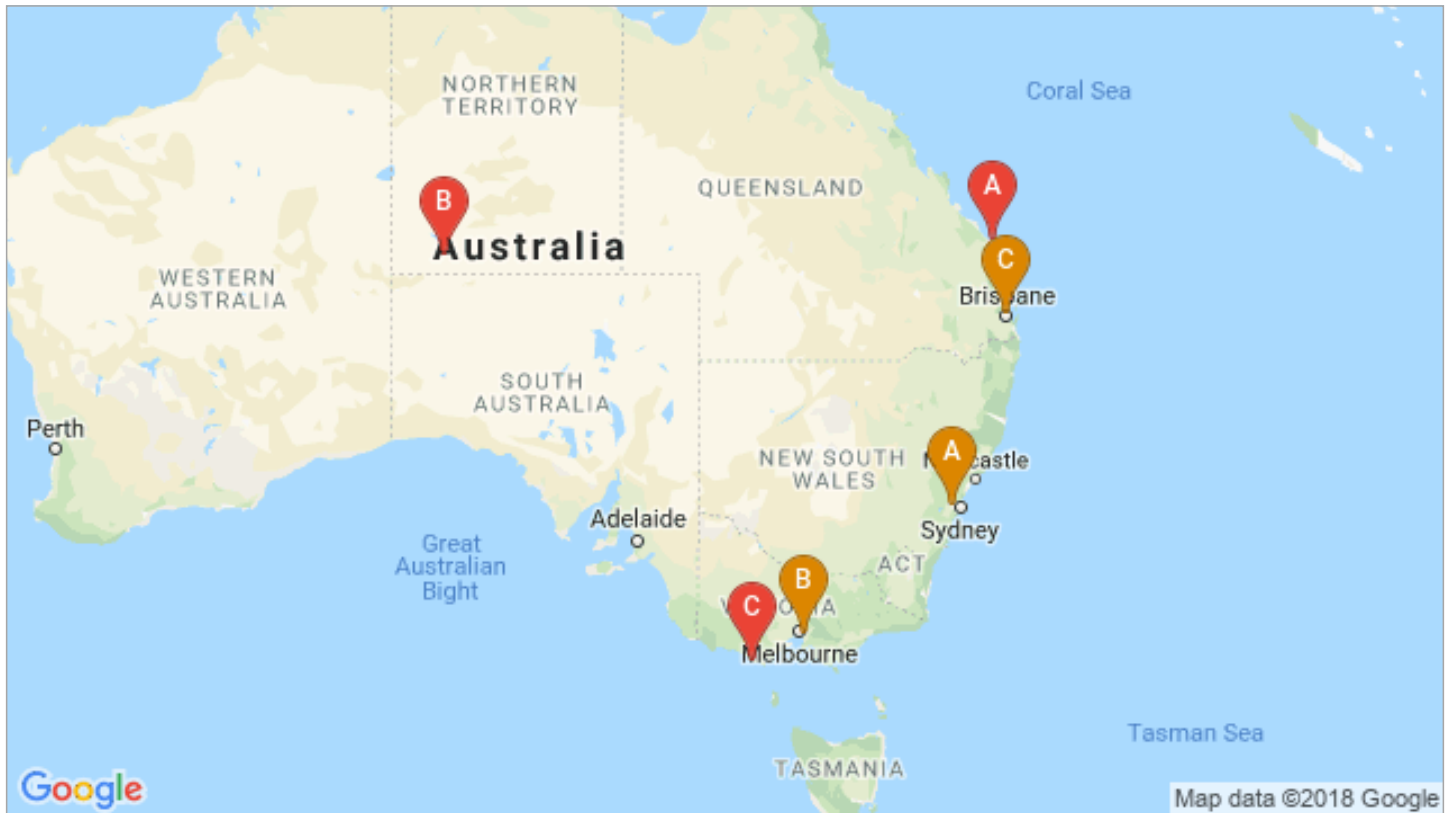 Coral Sea
NORTHERN
TERRITORY
A
QUEENSLAND
B
Australia
C
WESTERN
AUSTRALIA
Brisbane
SOUTH
AUSTRALIA
Perth
A
NEW SOUTH
WALES
Newcastle
Adelaide
Sydney
Great
Australian
Bight
ACT
B
C
VICTORIA
Melbourne
Tasman Sea
TASMANIA
Google
Map data ©2018 Google